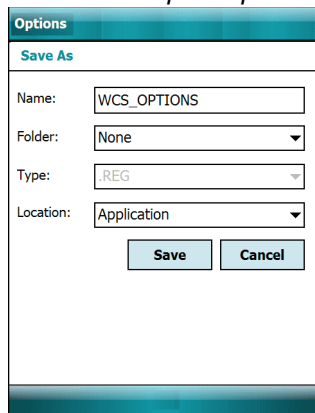 Options
Save As
Name: WCS_OPTIONS
Folder: None
Type: .REG
Location: Application
Save Cancel